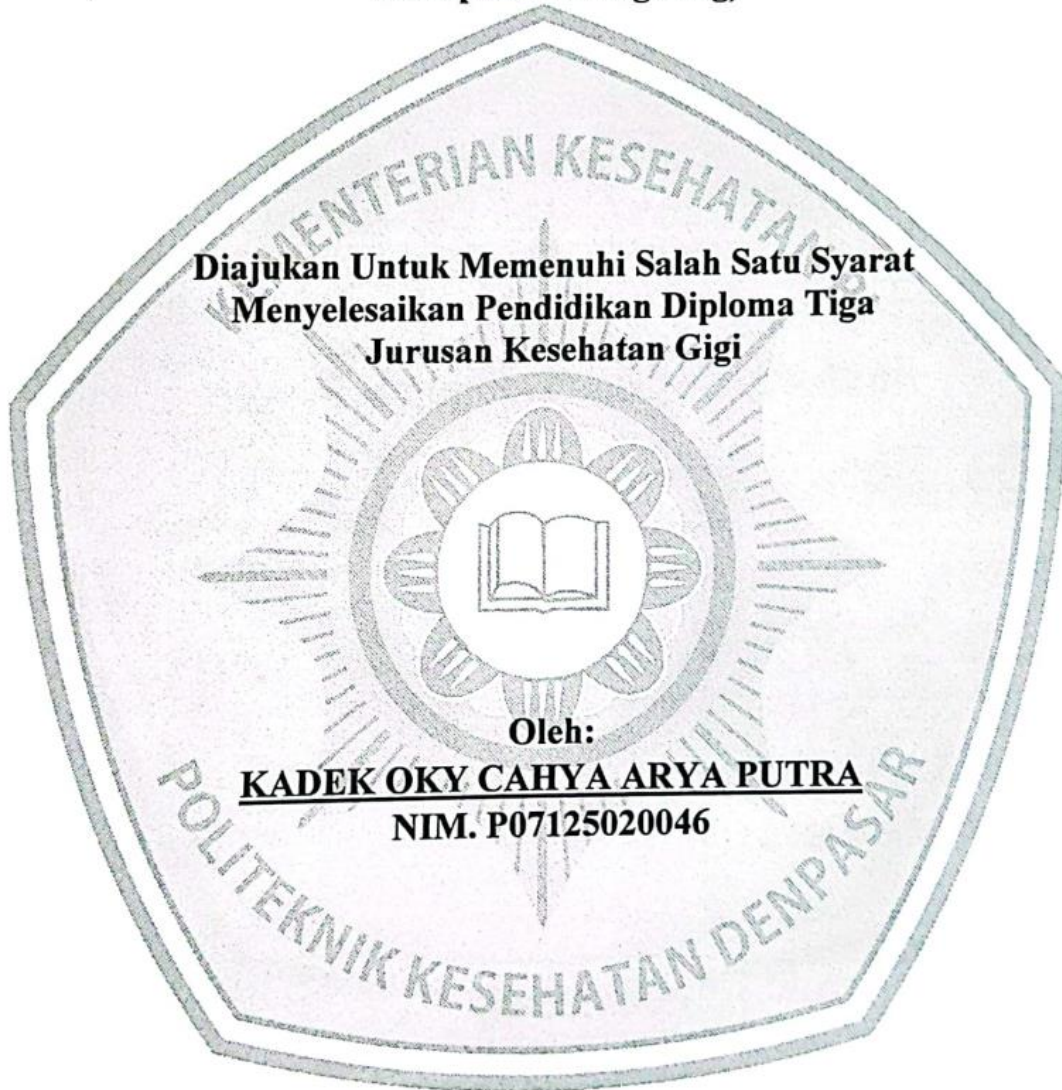 KEMENTERIAN KESEHATAN
Diajukan Untuk Memenuhi Salah Satu Syarat
Menyelesaikan Pendidikan Diploma Tiga
Jurusan Kesehatan Gigi
Oleh:
KADEK OKY CAHYA ARYA PUTRA
NIM. P07125020046
POLITEKNIK KESEHATAN DENPASAR